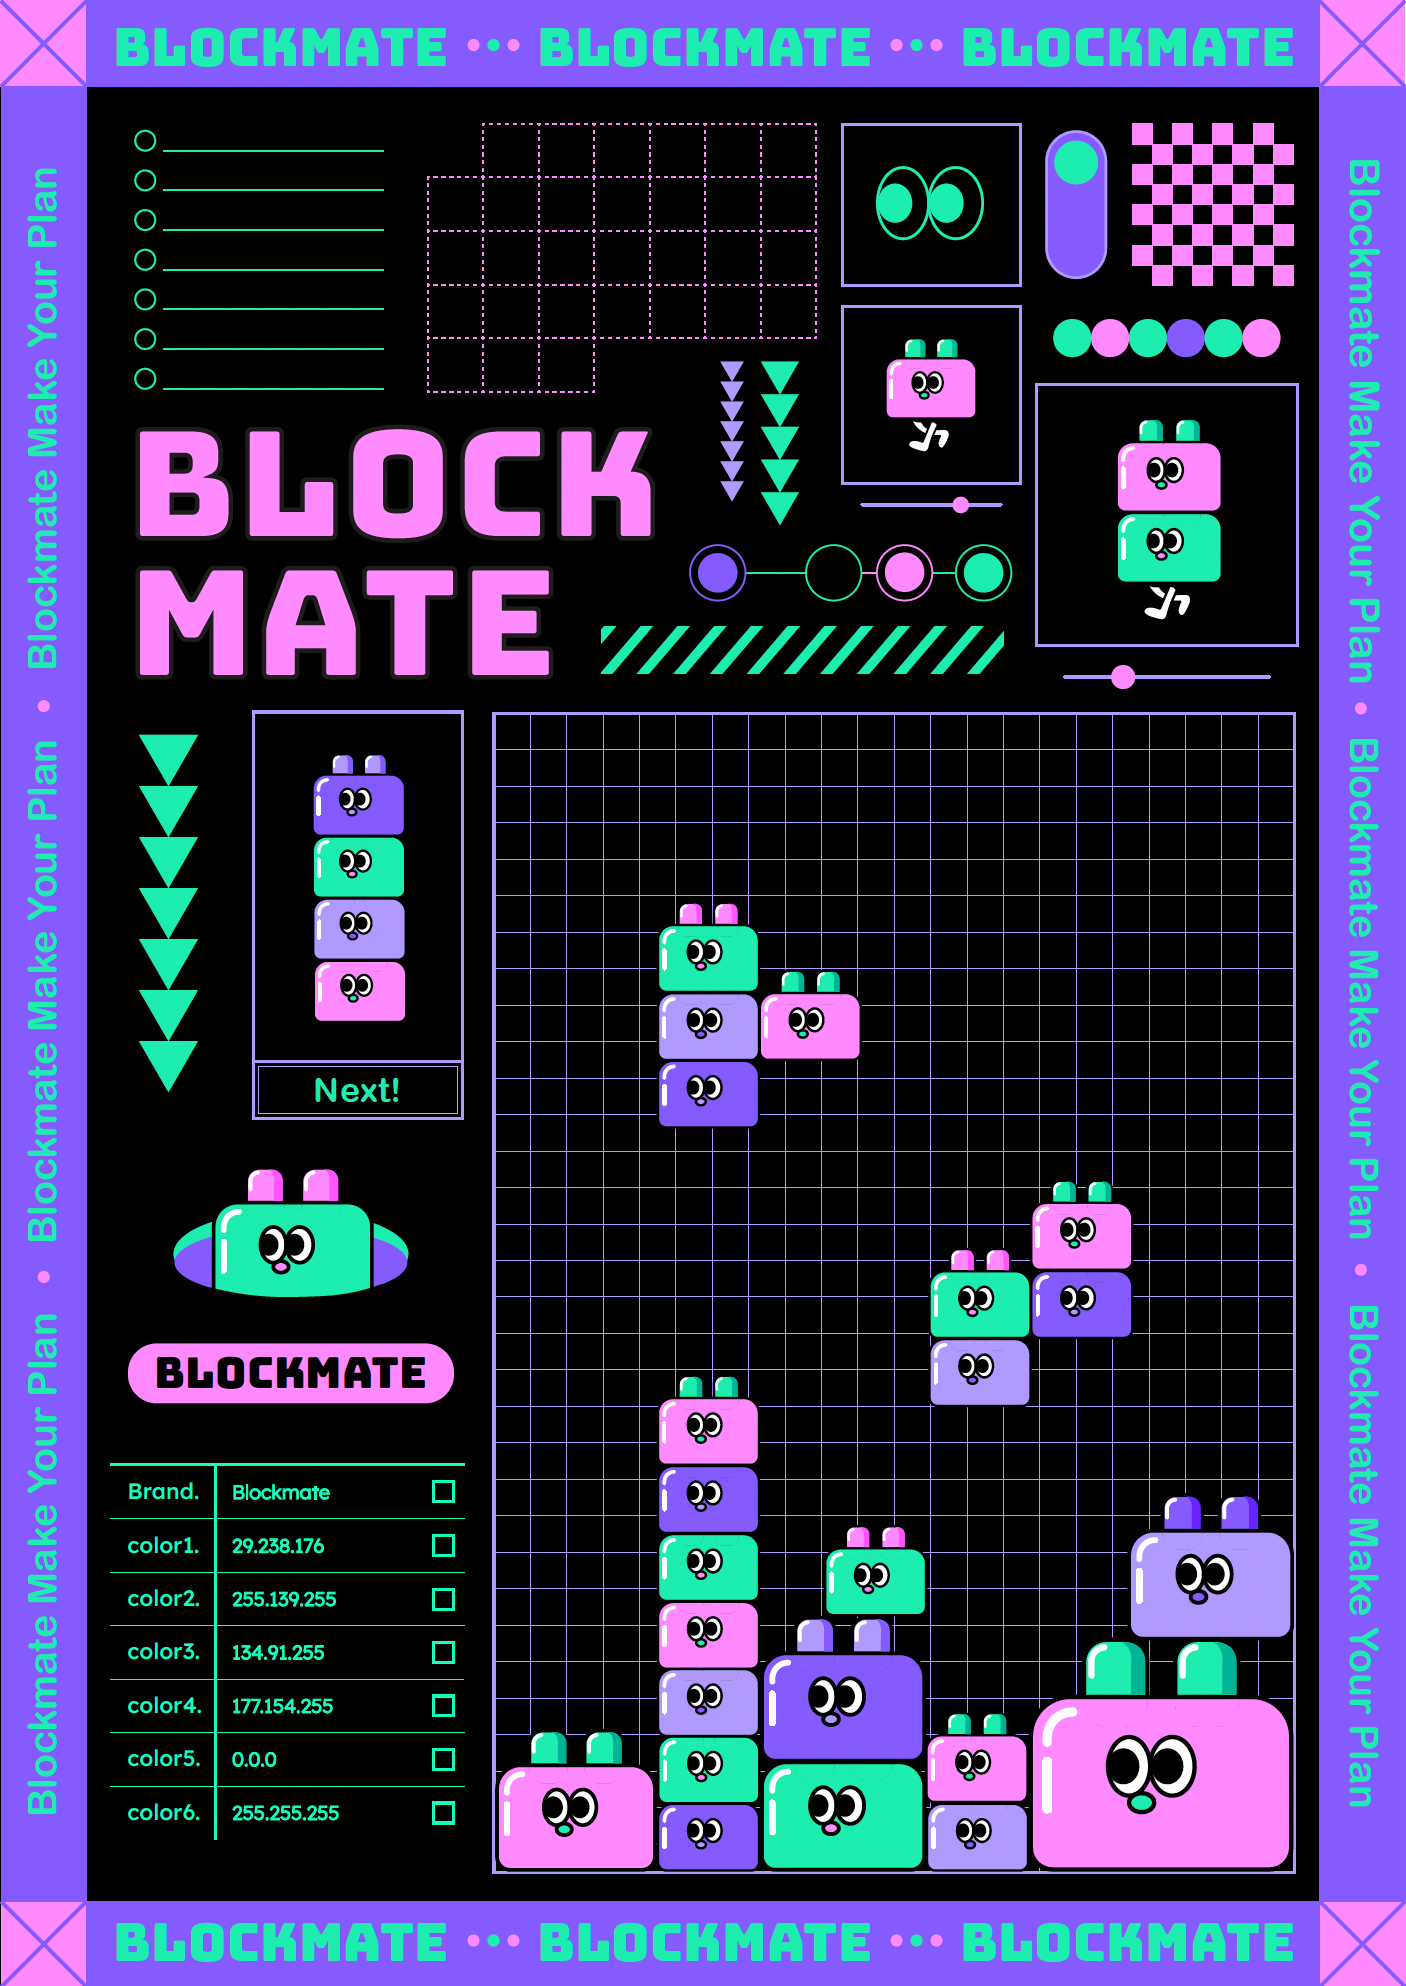 BLOCKMATE BLOCKMATE BLOCKMATE
Blockmate Make Your Plan • Blockmate Make Your Plan • Blockmate Make Your Plan
Blockmate Make Your Plan • Blockmate Make Your Plan • Blockmate Make Your Plan
BLOCK
MATE
Next!
BLOCKMATE
Brand. Blockmate
color1. 29.238.176
color2. 255.139.255
color3. 134.91.255
color4. 177.154.255
color5. 0.0.0
color6. 255.255.255
BLOCKMATE BLOCKMATE BLOCKMATE